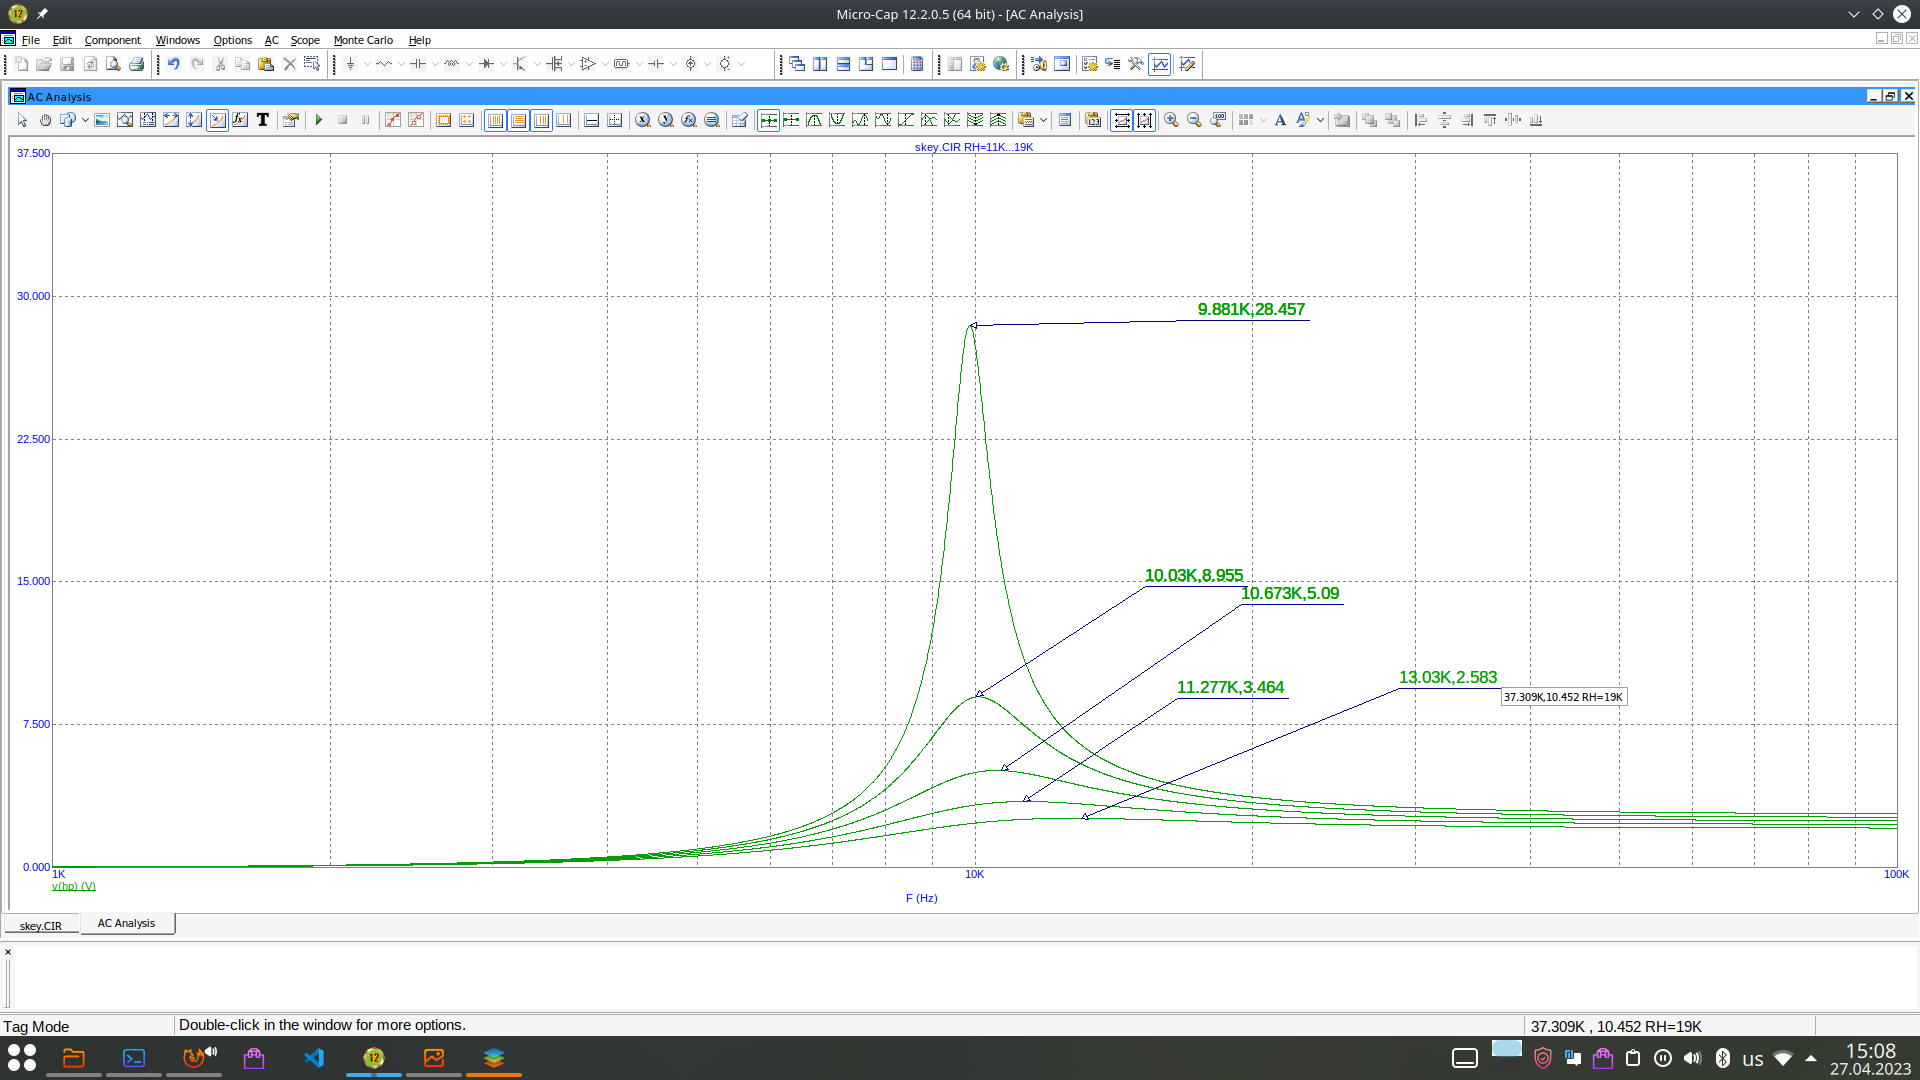 Micro-Cap 12.2.0.5 (64 bit) - [AC Analysis]
File Edit Component Windows Options AC Scope Monte Carlo Help
AC Analysis
skey.CIR RH=11K...19K
37.500
30.000
9.881K,28.457
22.500
15.000
10.03K,8.955
10.673K,5.09
13.03K,2.583
11.277K,3.464
37.309K,10.452 RH=19K
7.500
0.000
1K 10K 100K
v(hp) (V)
F (Hz)
skey.CIR AC Analysis
Tag Mode Double-click in the window for more options. 37.309K , 10.452 RH=19K
12 us 15:08
27.04.2023